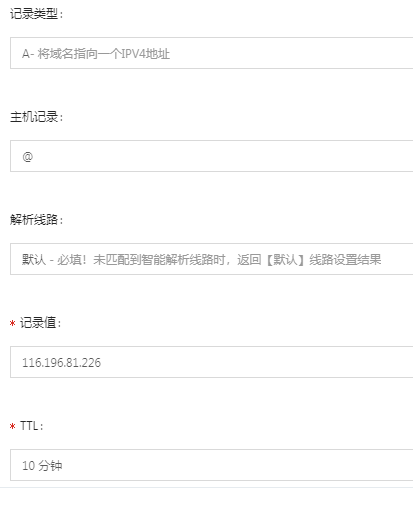 记录类型：
A- 将域名指向一个IPV4地址
主机记录：
@
解析线路：
默认 - 必填！未匹配到智能解析线路时，返回【默认】线路设置结果
* 记录值：
116.196.81.226
* TTL：
10 分钟